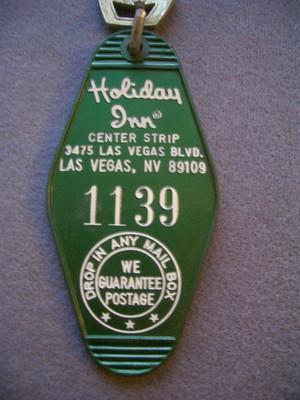 Holiday
Inn®
CENTER STRIP
3475 LAS VEGAS BLVD.
LAS VEGAS, NV 89109
1139
DROP IN ANY MAIL BOX
WE
GUARANTEE
POSTAGE